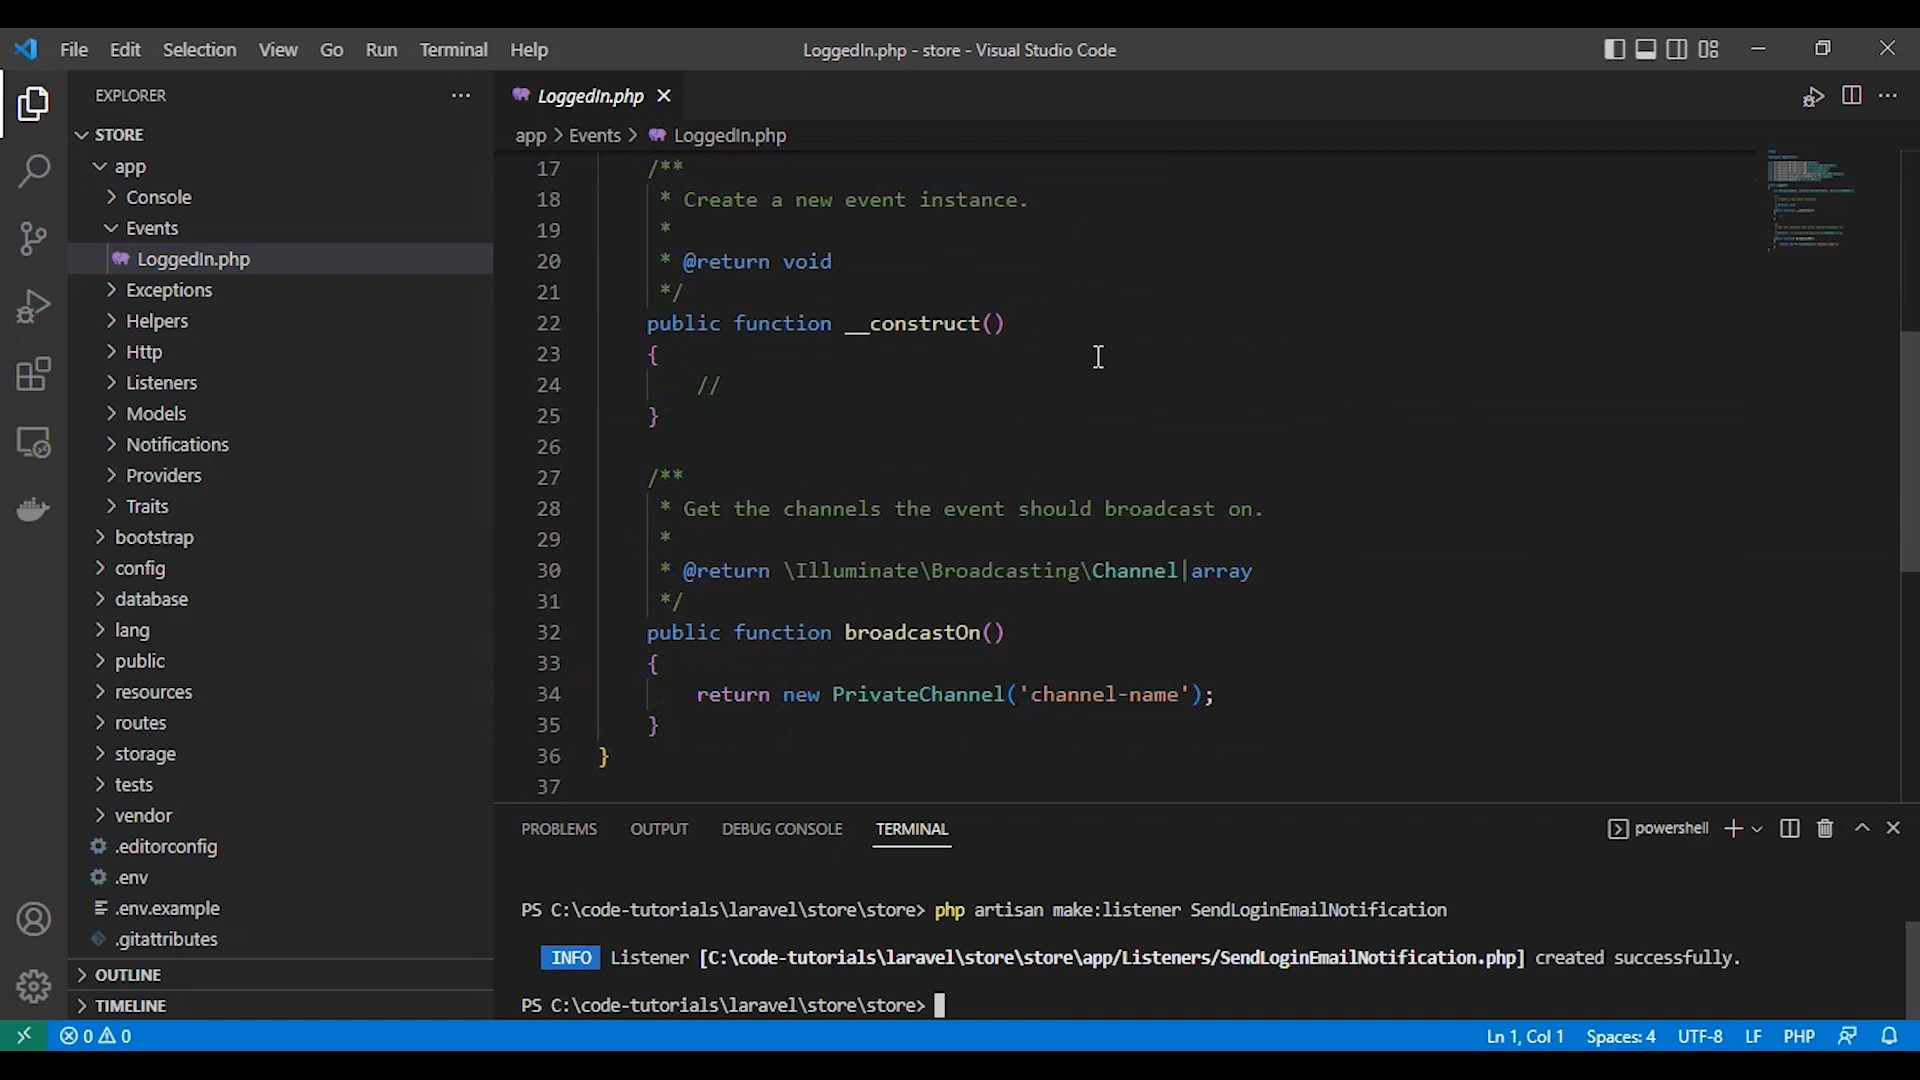 File Edit Selection View Go Run Terminal Help
LoggedIn.php - store - Visual Studio Code
EXPLORER
STORE
app
Console
Events
LoggedIn.php
Exceptions
Helpers
Http
Listeners
Models
Notifications
Providers
Traits
bootstrap
config
database
lang
public
resources
routes
storage
tests
vendor
.editorconfig
.env
.env.example
.gitattributes
OUTLINE
TIMELINE
LoggedIn.php
app > Events > LoggedIn.php
17 /**
18 * Create a new event instance.
19 *
20 * @return void
21 */
22 public function __construct()
23 {
24 //
25 }
26
27 /**
28 * Get the channels the event should broadcast on.
29 *
30 * @return \Illuminate\Broadcasting\Channel|array
31 */
32 public function broadcastOn()
33 {
34 return new PrivateChannel('channel-name');
35 }
36 }
37
PROBLEMS OUTPUT DEBUG CONSOLE TERMINAL
powershell
PS C:\code-tutorials\laravel\store\store> php artisan make:listener SendLoginEmailNotification
INFO Listener [C:\code-tutorials\laravel\store\store\app/Listeners/SendLoginEmailNotification.php] created successfully.
PS C:\code-tutorials\laravel\store\store>
0 0
Ln 1, Col 1 Spaces: 4 UTF-8 LF PHP